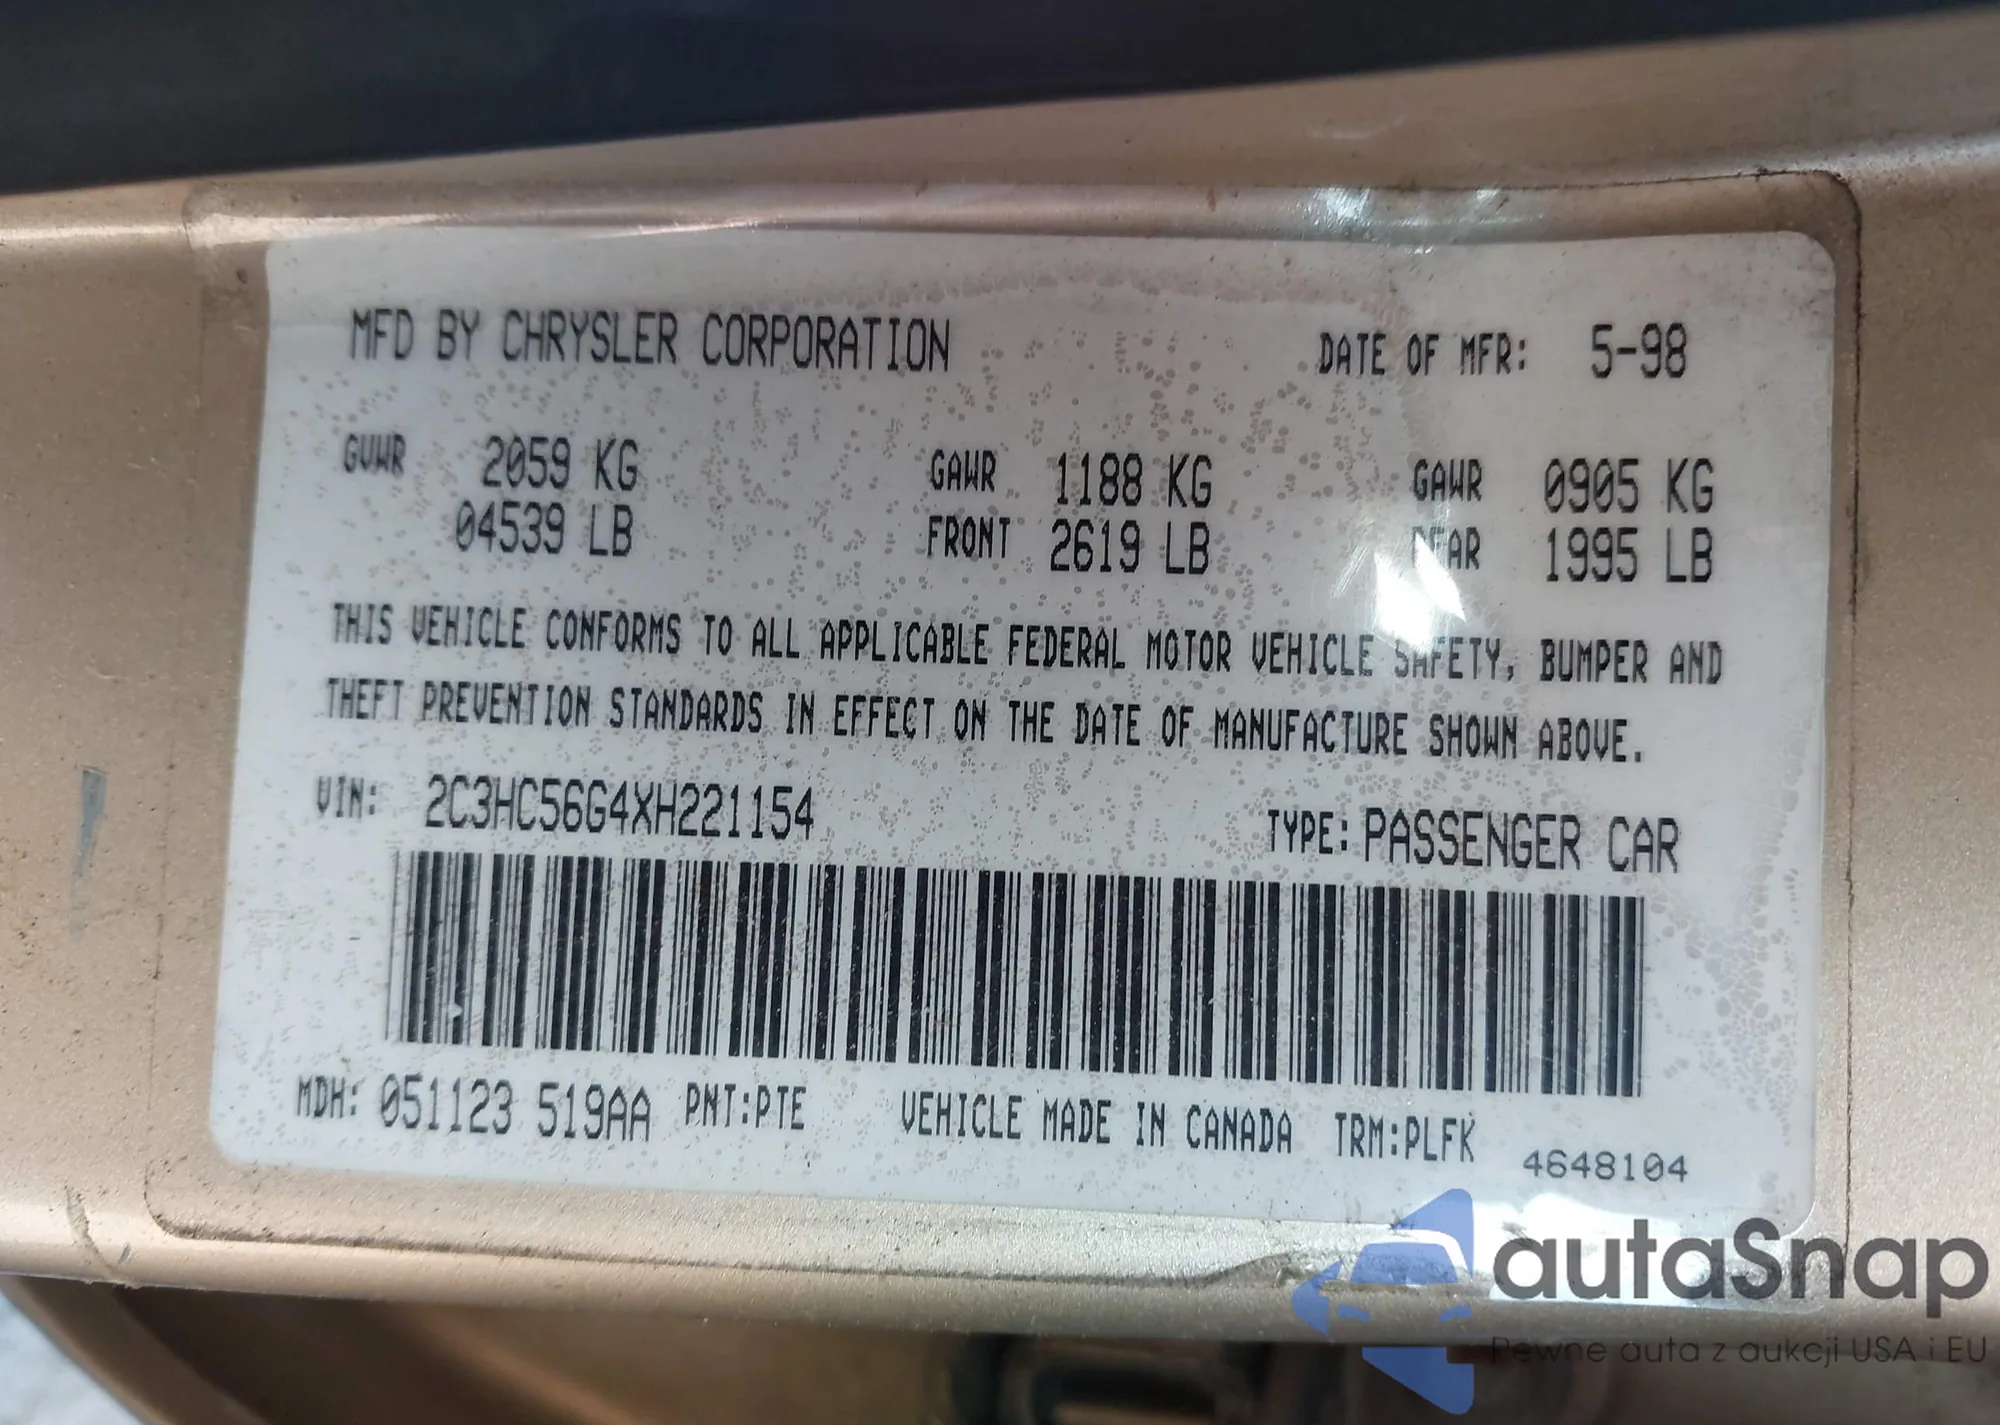 MFD BY CHRYSLER CORPORATION DATE OF MFR: 5-98
GVWR 2059 KG GAWR 1188 KG GAWR 0905 KG
04539 LB FRONT 2619 LB REAR 1995 LB
THIS VEHICLE CONFORMS TO ALL APPLICABLE FEDERAL MOTOR VEHICLE SAFETY, BUMPER AND
THEFT PREVENTION STANDARDS IN EFFECT ON THE DATE OF MANUFACTURE SHOWN ABOVE.
VIN: 2C3HC56G4XH221154 TYPE: PASSENGER CAR
MDH: 051123 519AA PNT:PTE VEHICLE MADE IN CANADA TRM:PLFK 4648104
autaSnap
Pewne auta z aukcji USA i EU